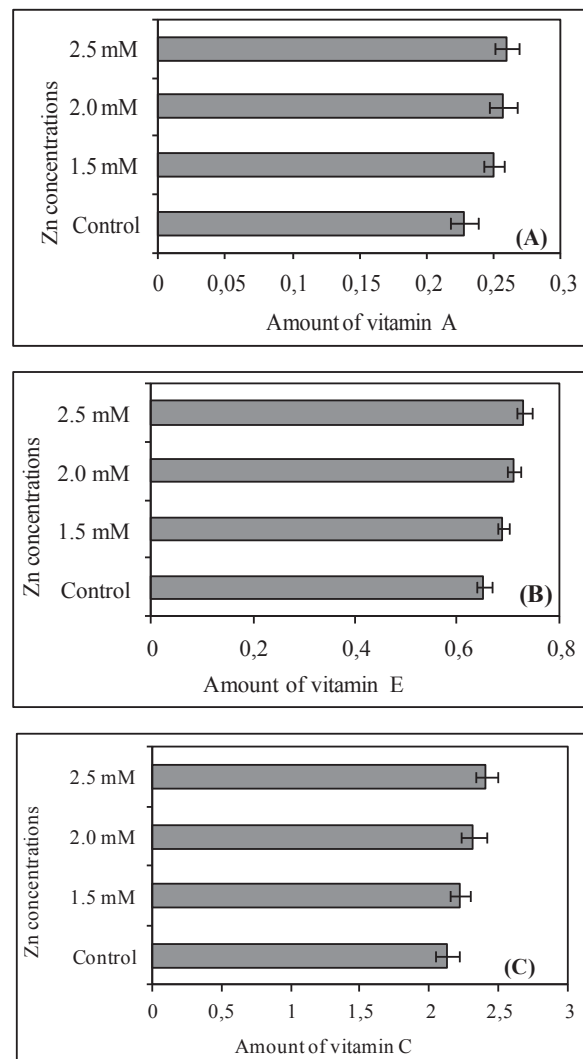 Zn concentrations
2.5 mM
2.0 mM
1.5 mM
Control
(A)
0 0,05 0,1 0,15 0,2 0,25 0,3
Amount of vitamin A
Zn concentrations
2.5 mM
2.0 mM
1.5 mM
Control
(B)
0 0,2 0,4 0,6 0,8
Amount of vitamin E
Zn concentrations
2.5 mM
2.0 mM
1.5 mM
Control
(C)
0 0,5 1 1,5 2 2,5 3
Amount of vitamin C